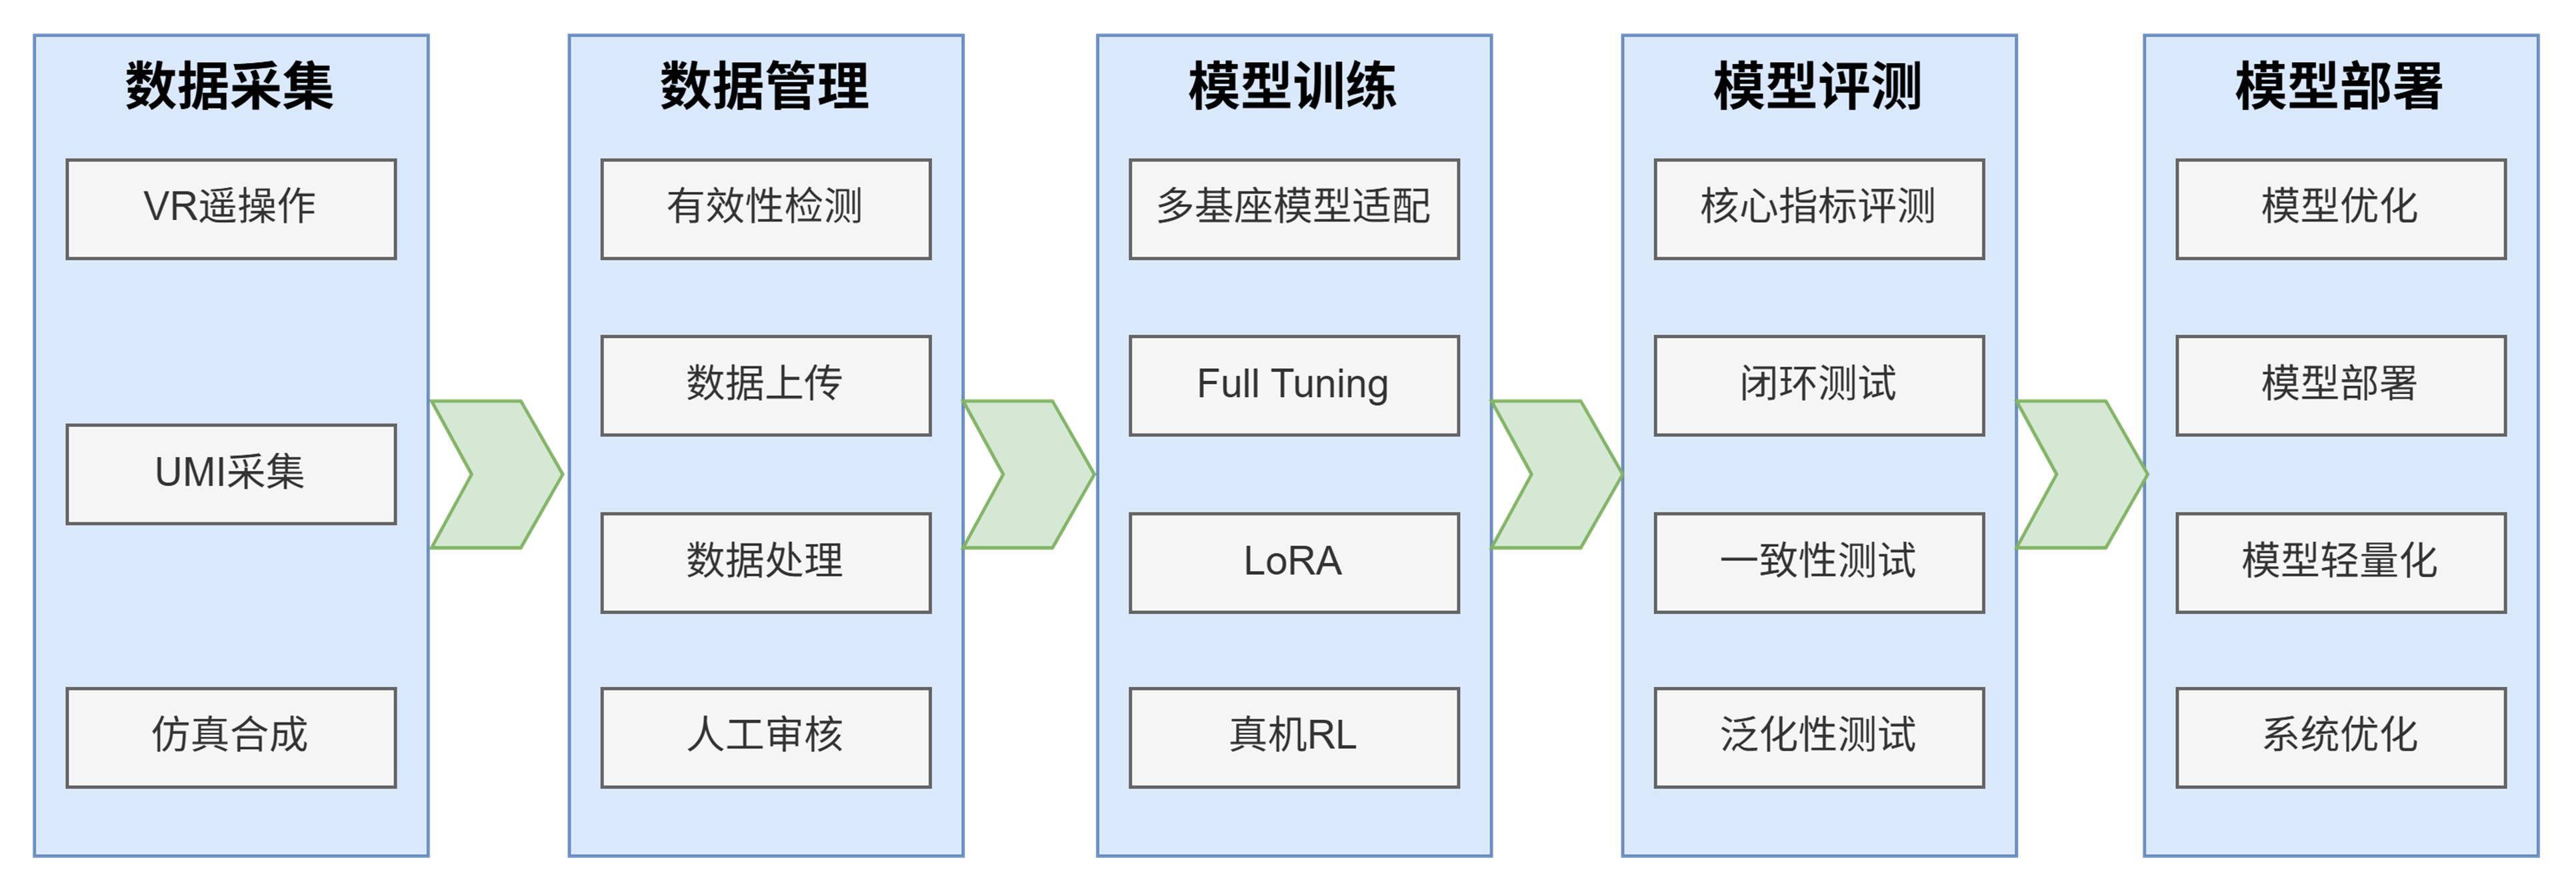 数据采集
VR遥操作
UMI采集
仿真合成
数据管理
有效性检测
数据上传
数据处理
人工审核
模型训练
多基座模型适配
Full Tuning
LoRA
真机RL
模型评测
核心指标评测
闭环测试
一致性测试
泛化性测试
模型部署
模型优化
模型部署
模型轻量化
系统优化